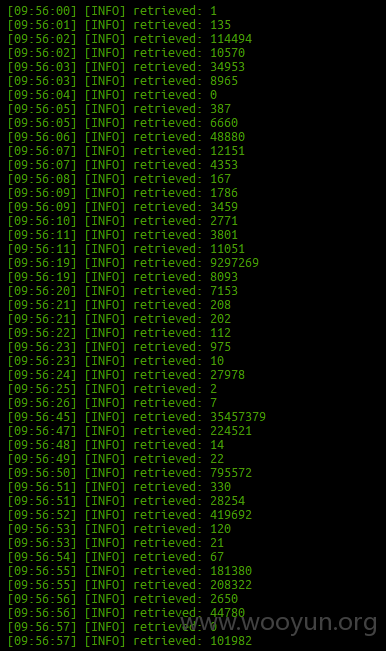 [09:56:00] [INFO] retrieved: 1
[09:56:01] [INFO] retrieved: 135
[09:56:02] [INFO] retrieved: 114494
[09:56:02] [INFO] retrieved: 10570
[09:56:03] [INFO] retrieved: 34953
[09:56:03] [INFO] retrieved: 8965
[09:56:04] [INFO] retrieved: 0
[09:56:05] [INFO] retrieved: 387
[09:56:05] [INFO] retrieved: 6660
[09:56:06] [INFO] retrieved: 48880
[09:56:07] [INFO] retrieved: 12151
[09:56:07] [INFO] retrieved: 4353
[09:56:08] [INFO] retrieved: 167
[09:56:09] [INFO] retrieved: 1786
[09:56:09] [INFO] retrieved: 3459
[09:56:10] [INFO] retrieved: 2771
[09:56:11] [INFO] retrieved: 3801
[09:56:11] [INFO] retrieved: 11051
[09:56:19] [INFO] retrieved: 9297269
[09:56:19] [INFO] retrieved: 8093
[09:56:20] [INFO] retrieved: 7153
[09:56:21] [INFO] retrieved: 208
[09:56:21] [INFO] retrieved: 202
[09:56:22] [INFO] retrieved: 112
[09:56:23] [INFO] retrieved: 975
[09:56:23] [INFO] retrieved: 10
[09:56:24] [INFO] retrieved: 27978
[09:56:25] [INFO] retrieved: 2
[09:56:26] [INFO] retrieved: 7
[09:56:45] [INFO] retrieved: 35457379
[09:56:47] [INFO] retrieved: 224521
[09:56:48] [INFO] retrieved: 14
[09:56:49] [INFO] retrieved: 22
[09:56:50] [INFO] retrieved: 795572
[09:56:51] [INFO] retrieved: 330
[09:56:51] [INFO] retrieved: 28254
[09:56:52] [INFO] retrieved: 419692
[09:56:53] [INFO] retrieved: 120
[09:56:53] [INFO] retrieved: 21
[09:56:54] [INFO] retrieved: 67
[09:56:55] [INFO] retrieved: 181380
[09:56:55] [INFO] retrieved: 208322
[09:56:56] [INFO] retrieved: 2650
[09:56:56] [INFO] retrieved: 44780
[09:56:57] [INFO] retrieved: 0
[09:56:57] [INFO] retrieved: 101982
www.wooyun.org